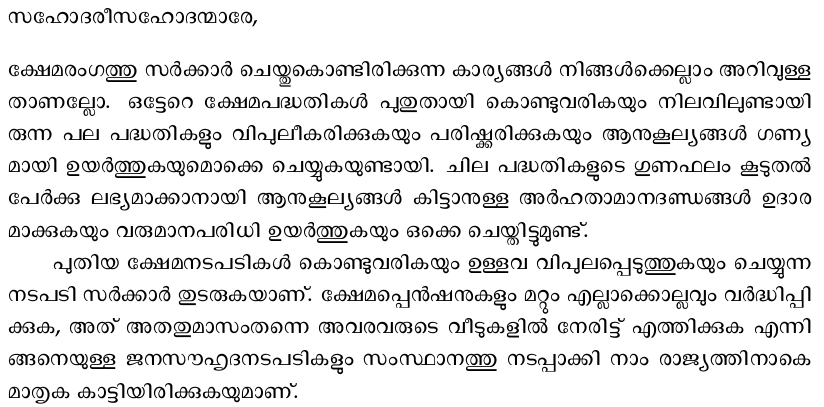 സഹോദരീസഹോദന്മാരേ,
ക്ഷേമരംഗത്തു സർക്കാർ ചെയ്തുകൊണ്ടിരിക്കുന്ന കാര്യങ്ങൾ നിങ്ങൾക്കെല്ലാം അറിവുള്ള
താണല്ലോ. ഒട്ടേറെ ക്ഷേമപദ്ധതികൾ പുതുതായി കൊണ്ടുവരികയും നിലവിലുണ്ടായി
രുന്ന പല പദ്ധതികളും വിപുലീകരിക്കുകയും പരിഷ്ക്കരിക്കുകയും ആനുകൂല്യങ്ങൾ ഗണ്യ
മായി ഉയർത്തുകയുമൊക്കെ ചെയ്യുകയുണ്ടായി. ചില പദ്ധതികളുടെ ഗുണഫലം കൂടുതൽ
പേർക്കു ലഭ്യമാക്കാനായി ആനുകൂല്യങ്ങൾ കിട്ടാനുള്ള അർഹതാമാനദണ്ഡങ്ങൾ ഉദാര
മാക്കുകയും വരുമാനപരിധി ഉയർത്തുകയും ഒക്കെ ചെയ്തിട്ടുമുണ്ട്.
പുതിയ ക്ഷേമനടപടികൾ കൊണ്ടുവരികയും ഉള്ളവ വിപുലപ്പെടുത്തുകയും ചെയ്യുന്ന
നടപടി സർക്കാർ തുടരുകയാണ്. ക്ഷേമപ്പെൻഷനുകളും മറ്റും എല്ലാക്കൊല്ലവും വർദ്ധിപ്പി
ക്കുക, അത് അതതുമാസംതന്നെ അവരവരുടെ വീടുകളിൽ നേരിട്ട് എത്തിക്കുക എന്നി
ങ്ങനെയുള്ള ജനസൗഹൃദനടപടികളും സംസ്ഥാനത്തു നടപ്പാക്കി നാം രാജ്യത്തിനാകെ
മാതൃക കാട്ടിയിരിക്കുകയുമാണ്.